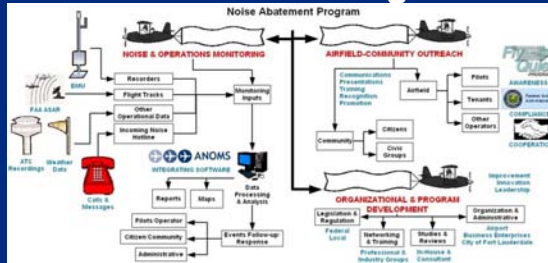 Noise Abatement Program
NOISE & OPERATIONS MONITORING
EMU
Recorders
Flight Tracks
Other
Operational Data
Incoming Noise
Hotline
Monitoring
Inputs
FAA ASAR
ATC
Recordings
Weather
Data
Calls &
Messages
ANOMS
INTEGRATING SOFTWARE
Reports
Maps
Data
Processing
& Analysis
Pilots Operator
Citizen/Community
Administrative
Events Follow-up
Response
AIRFIELD-COMMUNITY OUTREACH
Communications
Presentations
Training
Recognition
Promotion
Airfield
Pilots
Tenants
Other
Operators
AWARENESS
COMPLIANCE
COOPERATION
Community
Citizens
Civic
Groups
ORGANIZATIONAL & PROGRAM
DEVELOPMENT
Improvement
Innovation
Leadership
Legislation &
Regulation
Federal
Local
Networking
& Training
Professional &
Industry Groups
Studies &
Reviews
In-House &
Consultant
Organization &
Administrative
Airport
Business Enterprises
City of Fort Lauderdale